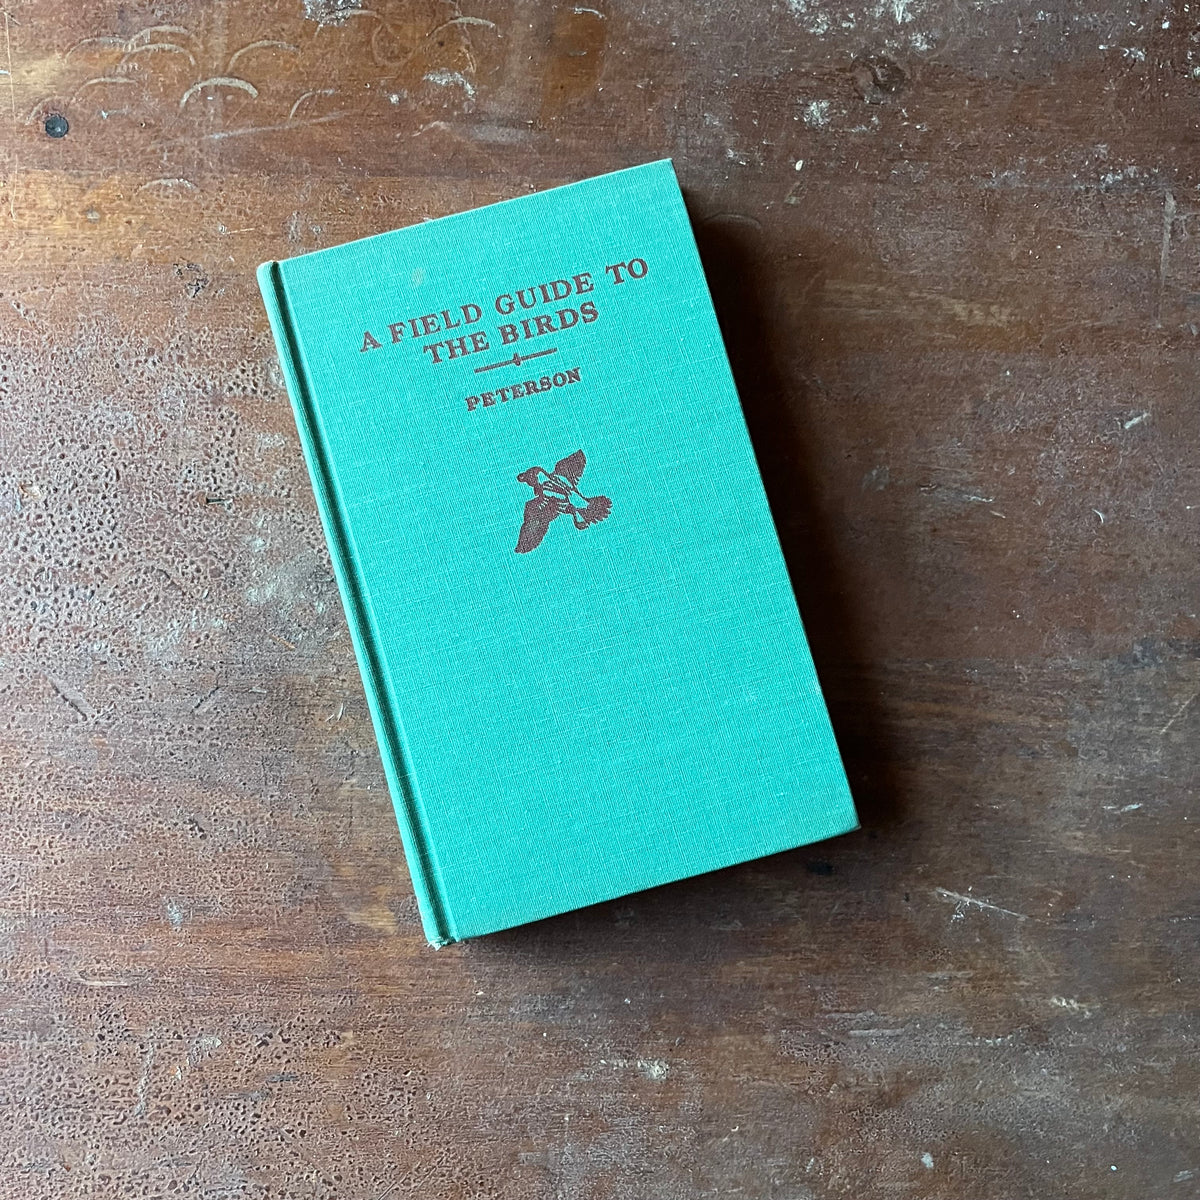 A FIELD GUIDE TO
THE BIRDS
PETERSON